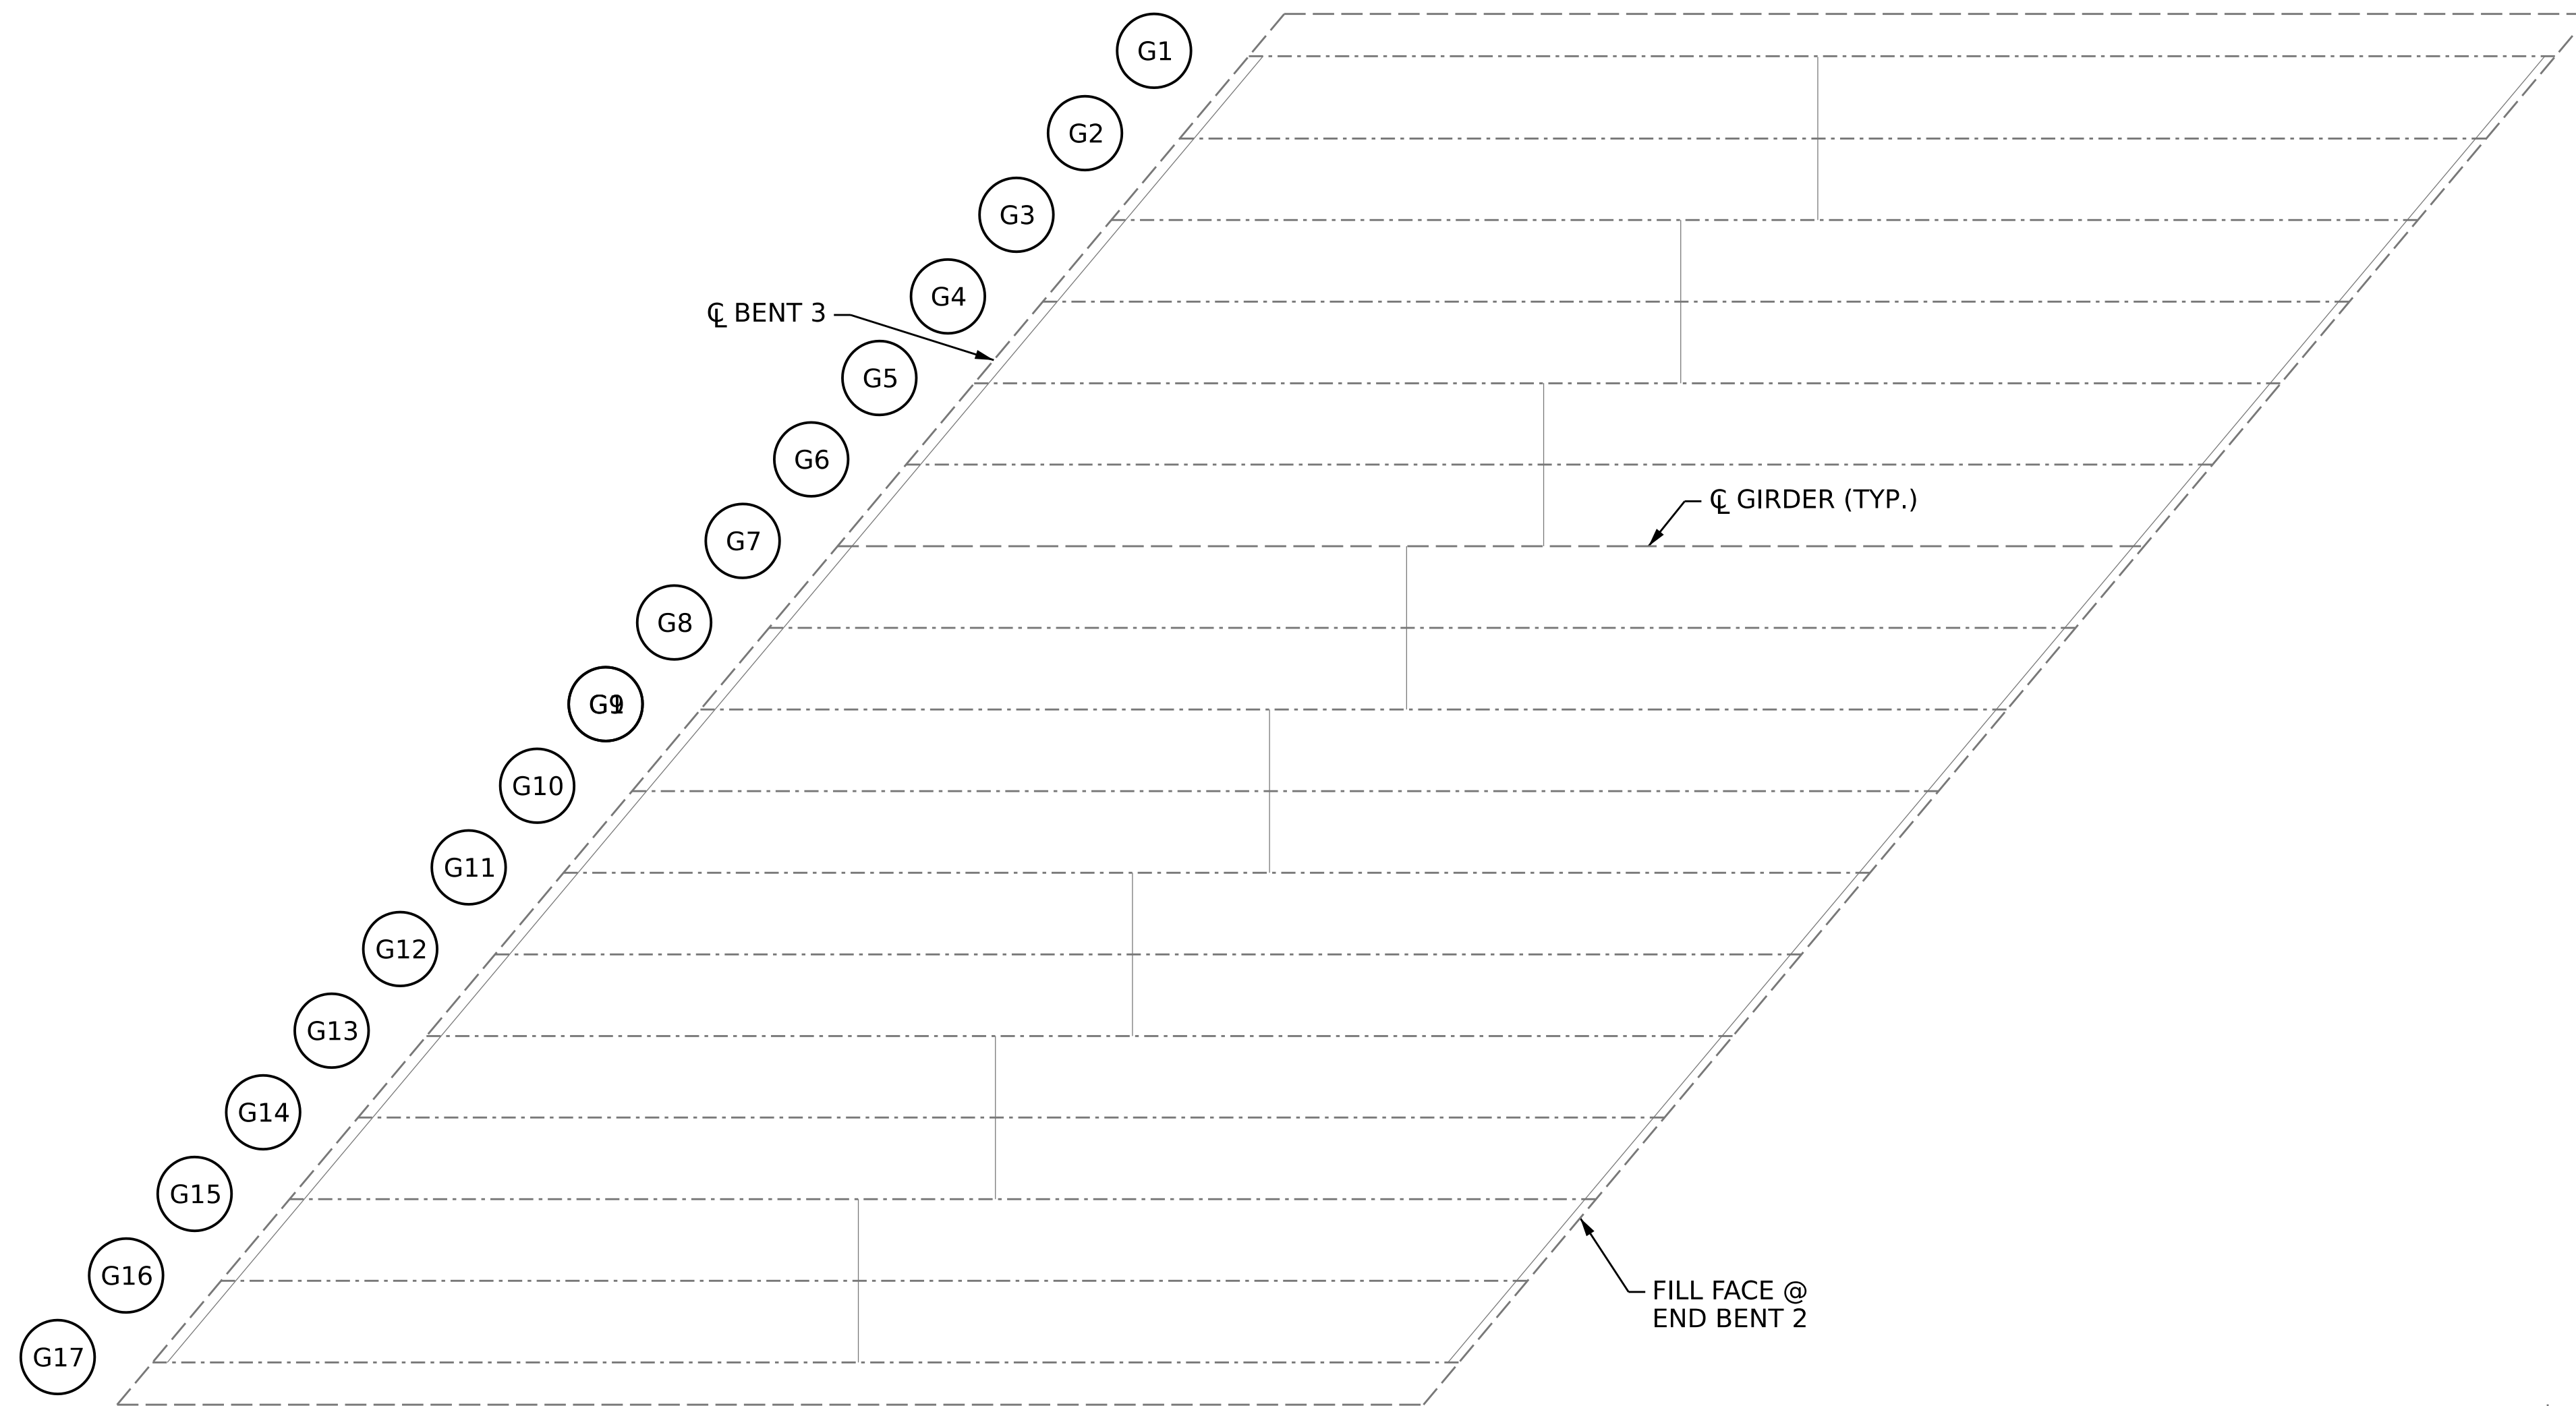 G1
G2
G3
G4
℄ BENT 3
G5
G6
℄ GIRDER (TYP.)
G7
G8
G10
G11
G12
G13
G14
G15
G16
FILL FACE @
END BENT 2
G17